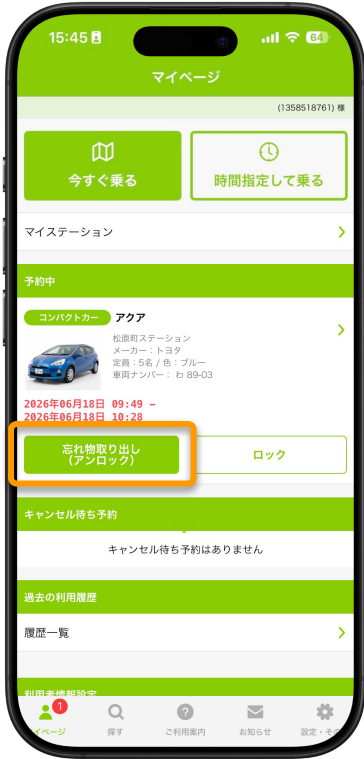 15:45
64
マイページ
(1358518761) 様
今すぐ乗る
時間指定して乗る
マイステーション
予約中
コンパクトカー アクア
松原町ステーション
メーカー：トヨタ
定員：5名 / 色：ブルー
車両ナンバー： わ 89-03
2026年06月18日 09:49 –
2026年06月18日 10:28
忘れ物取り出し
(アンロック)
ロック
キャンセル待ち予約
キャンセル待ち予約はありません
過去の利用履歴
履歴一覧
利用者情報設定
1
マイページ
探す
ご利用案内
お知らせ
設定・その